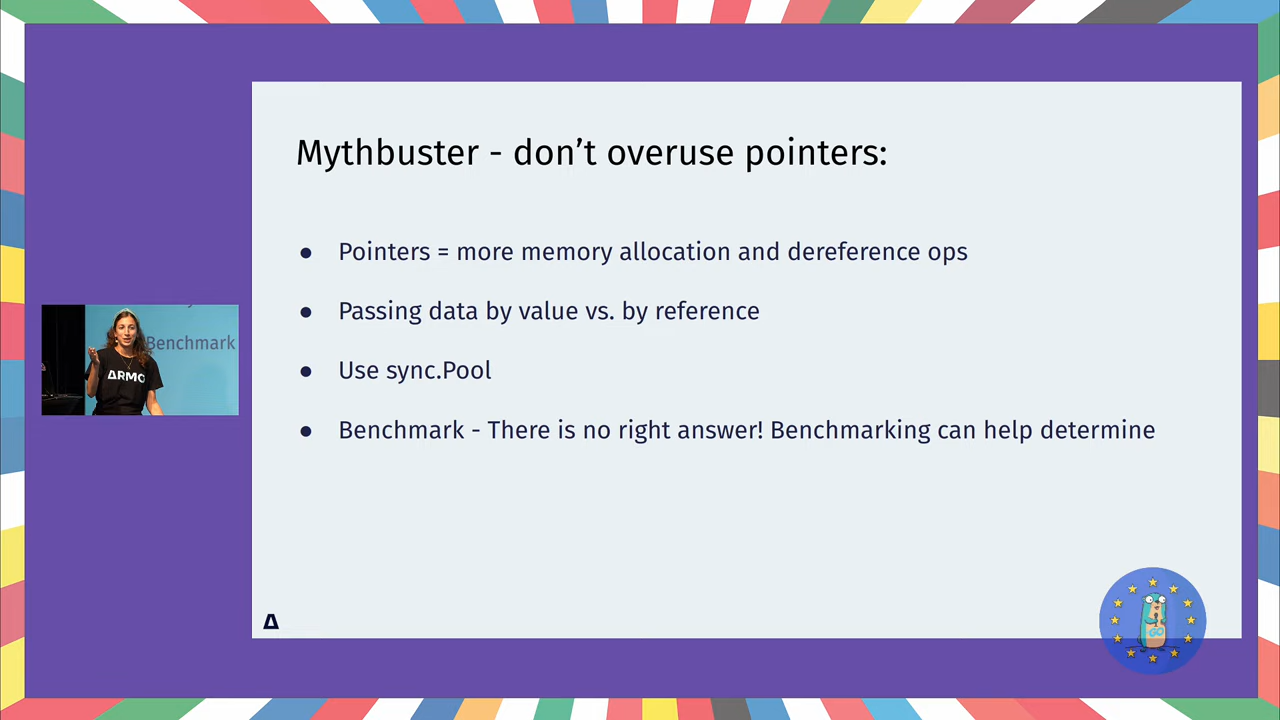 Mythbuster - don't overuse pointers:
● Pointers = more memory allocation and dereference ops
● Passing data by value vs. by reference
● Use sync.Pool
● Benchmark - There is no right answer! Benchmarking can help determine
Benchmark
ARMO
GO